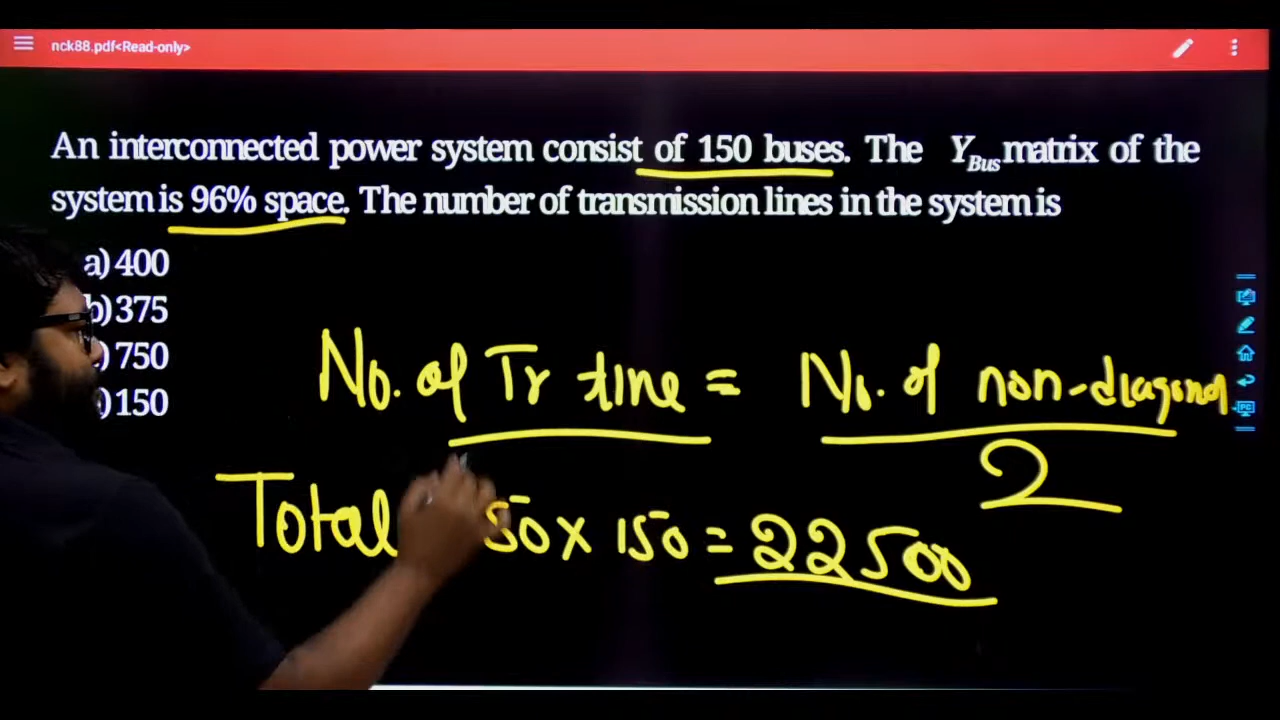 nck88.pdf<Read-only>
An interconnected power system consist of 150 buses. The Y_Bus matrix of the
system is 96% space. The number of transmission lines in the system is
a) 400
b) 375
) 750
) 150
No. of Tr line = No. of non-diagonal
2
Total 50 x 150 = 22500